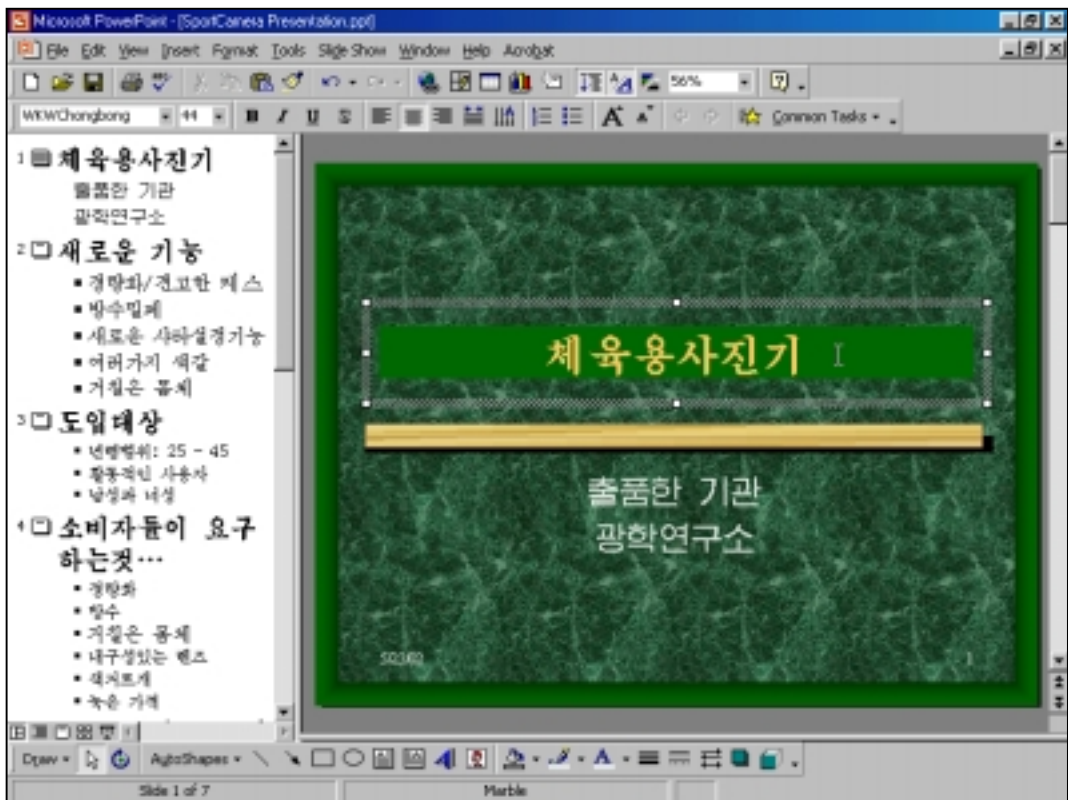 Microsoft PowerPoint - [SportCamera Presentation.ppt]
File Edit View Insert Format Tools Slide Show Window Help Acrobat
56%
WKWChongbong 44 B I U S Common Tasks
1 체육용사진기
출품한 기관
광학연구소
2 새로운 기능
▪ 경량화/견고한 케스
▪ 방수밀폐
▪ 새로운 사하설정기능
▪ 여러가지 색갈
▪ 거칠은 몸체
3 도입대상
▪ 년령범위: 25 - 45
▪ 활동적인 사용자
▪ 남성과 녀성
4 소비자들이 요구
하는것…
▪ 경량화
▪ 방수
▪ 거칠은 몸체
▪ 내구성있는 렌즈
▪ 가격
체육용사진기
출품한 기관
광학연구소
1
Draw AutoShapes
Slide 1 of 7 Marble